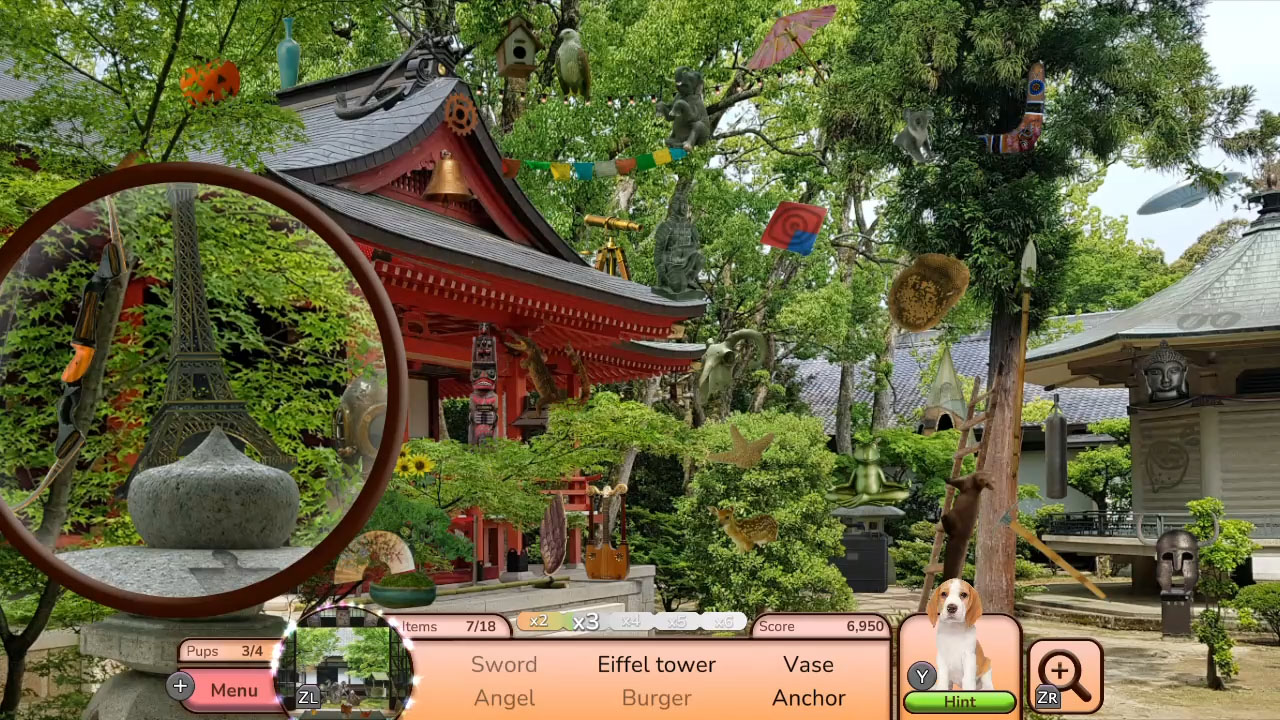 Items 7/18
x2 x3 x4 x5 x6
Score 6,950
Pups 3/4
Sword Eiffel tower Vase
Angel Burger Anchor
+ Menu
ZL
Y
Hint
ZR